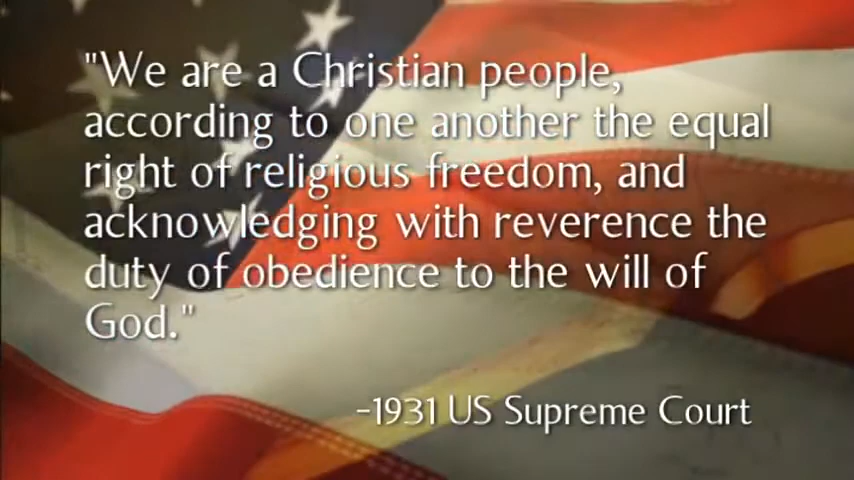 "We are a Christian people,
according to one another the equal
right of religious freedom, and
acknowledging with reverence the
duty of obedience to the will of
God."
-1931 US Supreme Court